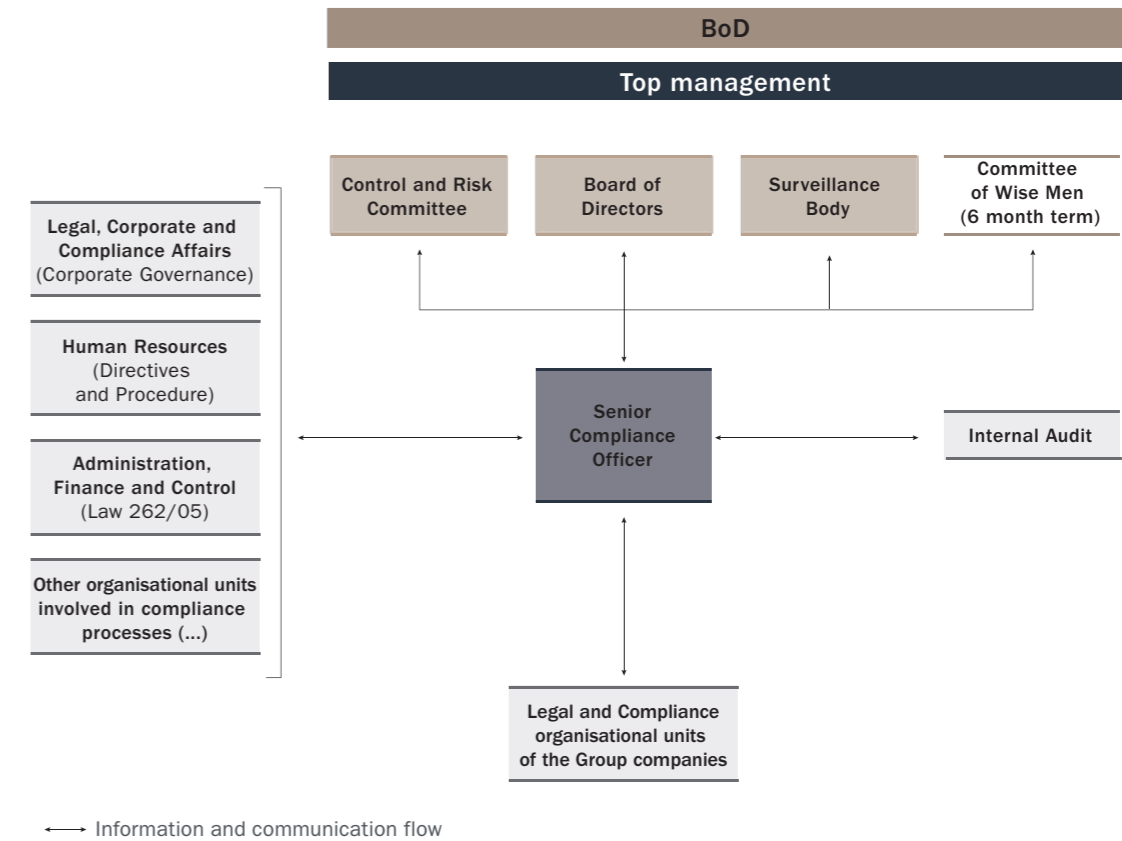 BoD
Top management
Control and Risk
Committee
Board of
Directors
Surveillance
Body
Committee
of Wise Men
(6 month term)
Legal, Corporate and
Compliance Affairs
(Corporate Governance)
Human Resources
(Directives
and Procedure)
Administration,
Finance and Control
(Law 262/05)
Other organisational units
involved in compliance
processes (...)
Senior
Compliance
Officer
Internal Audit
Legal and Compliance
organisational units
of the Group companies
Information and communication flow